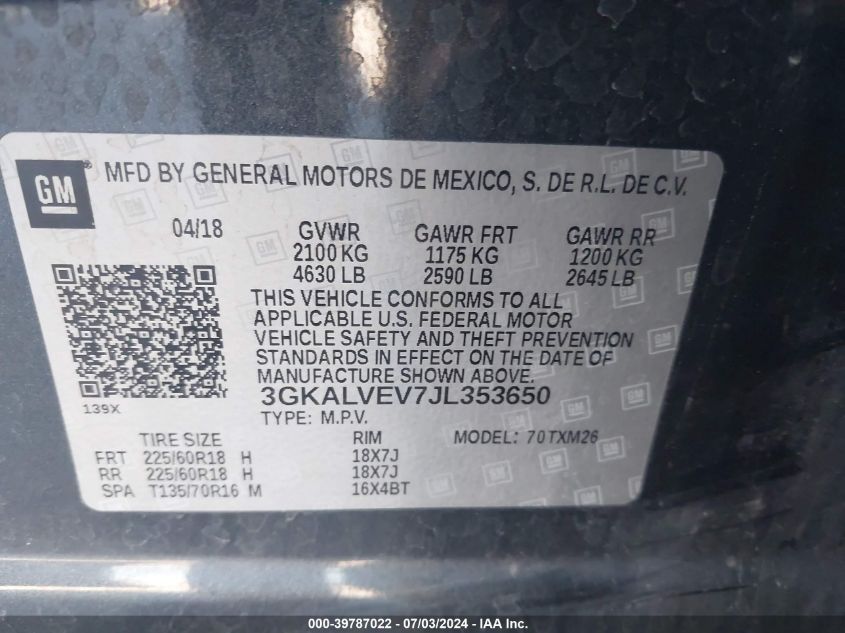 GM
MFD BY GENERAL MOTORS DE MEXICO, S. DE R.L. DE C.V.
04/18 GVWR GAWR FRT GAWR RR
2100 KG 1175 KG 1200 KG
4630 LB 2590 LB 2645 LB
THIS VEHICLE CONFORMS TO ALL
APPLICABLE U.S. FEDERAL MOTOR
VEHICLE SAFETY AND THEFT PREVENTION
STANDARDS IN EFFECT ON THE DATE OF
MANUFACTURE SHOWN ABOVE.
139X
3GKALVEV7JL353650
TYPE: M.P.V.
TIRE SIZE RIM MODEL: 70TXM26
FRT 225/60R18 H 18X7J
RR 225/60R18 H 18X7J
SPA T135/70R16 M 16X4BT
000-39787022 - 07/03/2024 - IAA Inc.